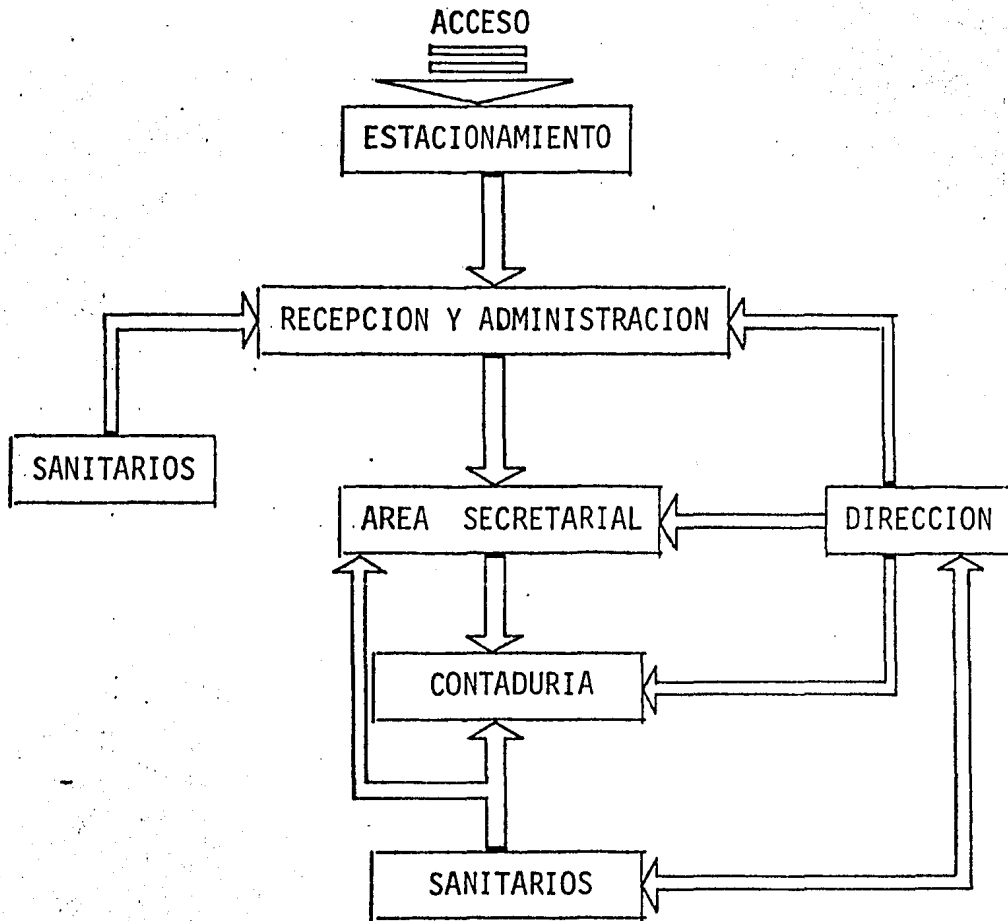 ACCESO
ESTACIONAMIENTO
RECEPCION Y ADMINISTRACION
SANITARIOS
AREA SECRETARIAL
DIRECCION
CONTADURIA
SANITARIOS